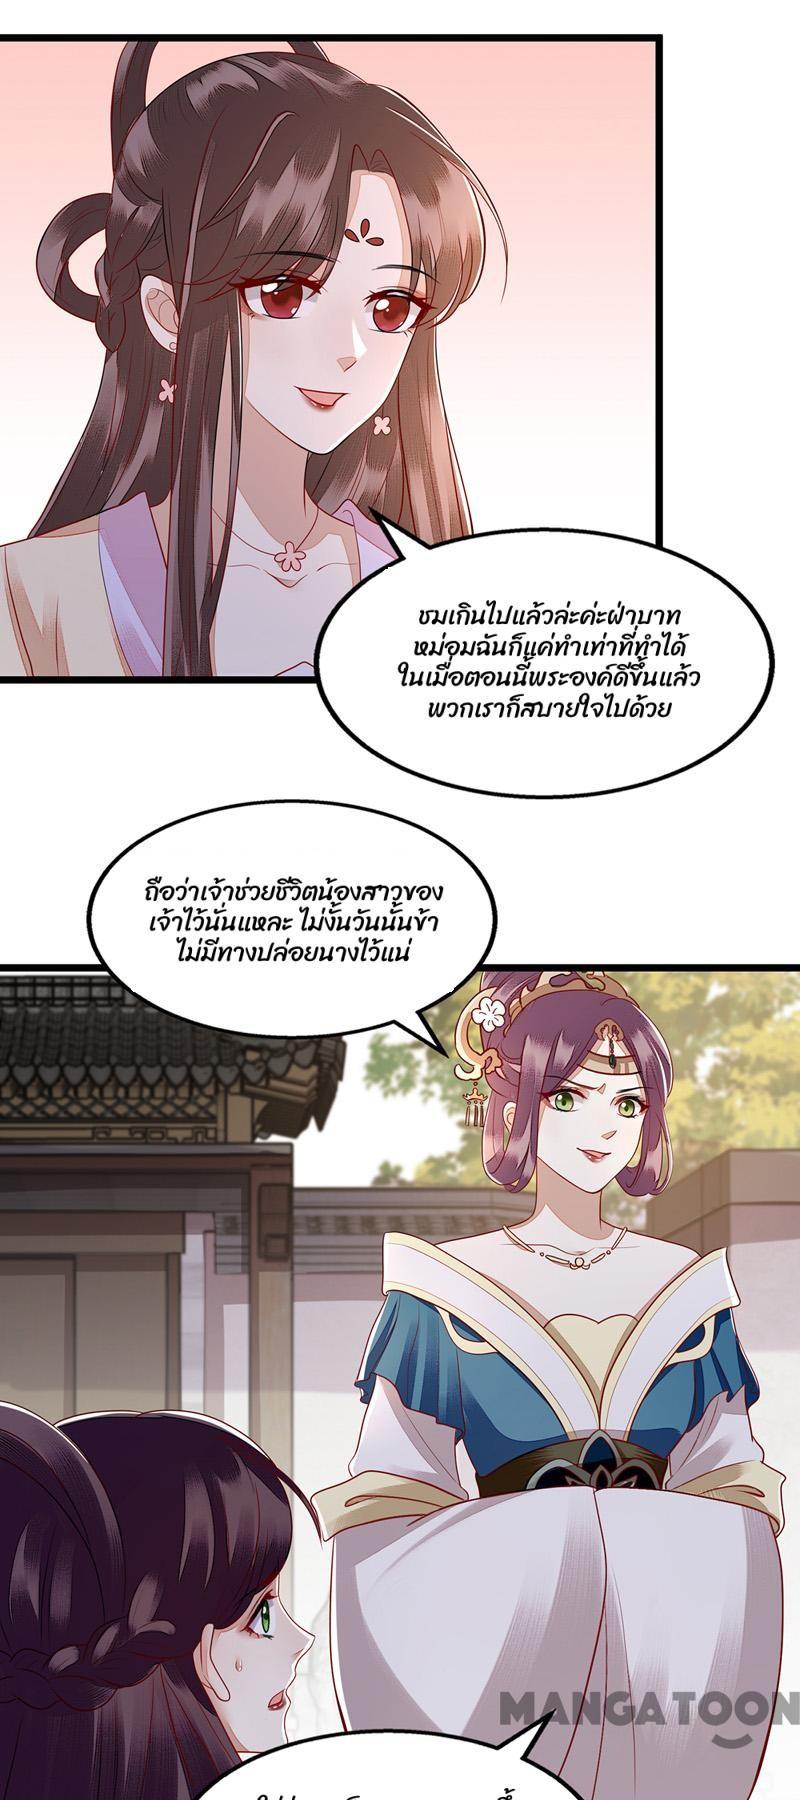 ชมเกินไปแล้วล่ะค่ะฝ่าบาท
หม่อมฉันก็แค่ทำเท่าที่ทำได้
ในเมื่อตอนนี้พระองค์ดีขึ้นแล้ว
พวกเราก็สบายใจไปด้วย
ถือว่าเจ้าช่วยชีวิตน้องสาวของ
เจ้าไว้นั่นแหละ ไม่งั้นวันนั้นข้า
ไม่มีทางปล่อยนางไว้แน่
MANGATOON